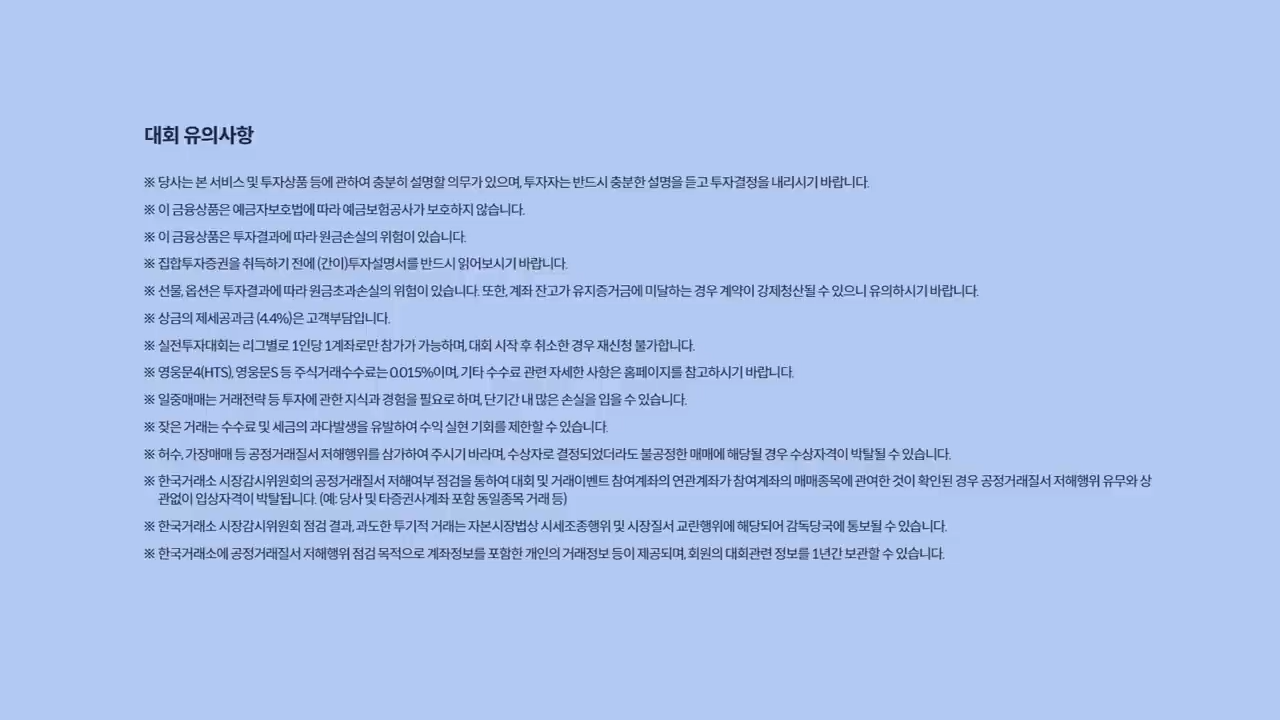 대회 유의사항
※ 당사는 본 서비스 및 투자상품 등에 관하여 충분히 설명할 의무가 있으며, 투자자는 반드시 충분한 설명을 듣고 투자결정을 내리시기 바랍니다.
※ 이 금융상품은 예금자보호법에 따라 예금보험공사가 보호하지 않습니다.
※ 이 금융상품은 투자결과에 따라 원금손실의 위험이 있습니다.
※ 집합투자증권을 취득하기 전에 (간이)투자설명서를 반드시 읽어보시기 바랍니다.
※ 선물, 옵션은 투자결과에 따라 원금초과손실의 위험이 있습니다. 또한, 계좌 잔고가 유지증거금에 미달하는 경우 계약이 강제청산될 수 있으니 유의하시기 바랍니다.
※ 상금의 제세공과금 (4.4%)은 고객부담입니다.
※ 실전투자대회는 리그별로 1인당 1계좌로만 참가가 가능하며, 대회 시작 후 취소한 경우 재신청 불가합니다.
※ 영웅문4(HTS), 영웅문S 등 주식거래수수료는 0.015%이며, 기타 수수료 관련 자세한 사항은 홈페이지를 참고하시기 바랍니다.
※ 일중매매는 거래전략 등 투자에 관한 지식과 경험을 필요로 하며, 단기간 내 많은 손실을 입을 수 있습니다.
※ 잦은 거래는 수수료 및 세금의 과다발생을 유발하여 수익 실현 기회를 제한할 수 있습니다.
※ 허수, 가장매매 등 공정거래질서 저해행위를 삼가하여 주시기 바라며, 수상자로 결정되었더라도 불공정한 매매에 해당될 경우 수상자격이 박탈될 수 있습니다.
※ 한국거래소 시장감시위원회의 공정거래질서 저해여부 점검을 통하여 대회 및 거래이벤트 참여계좌의 연관계좌가 참여계좌의 매매종목에 관여한 것이 확인된 경우 공정거래질서 저해행위 유무와 상
관없이 입상자격이 박탈됩니다. (예: 당사 및 타증권사계좌 포함 동일종목 거래 등)
※ 한국거래소 시장감시위원회 점검 결과, 과도한 투기적 거래는 자본시장법상 시세조종행위 및 시장질서 교란행위에 해당되어 감독당국에 통보될 수 있습니다.
※ 한국거래소에 공정거래질서 저해행위 점검 목적으로 계좌정보를 포함한 개인의 거래정보 등이 제공되며, 회원의 대회관련 정보를 1년간 보관할 수 있습니다.